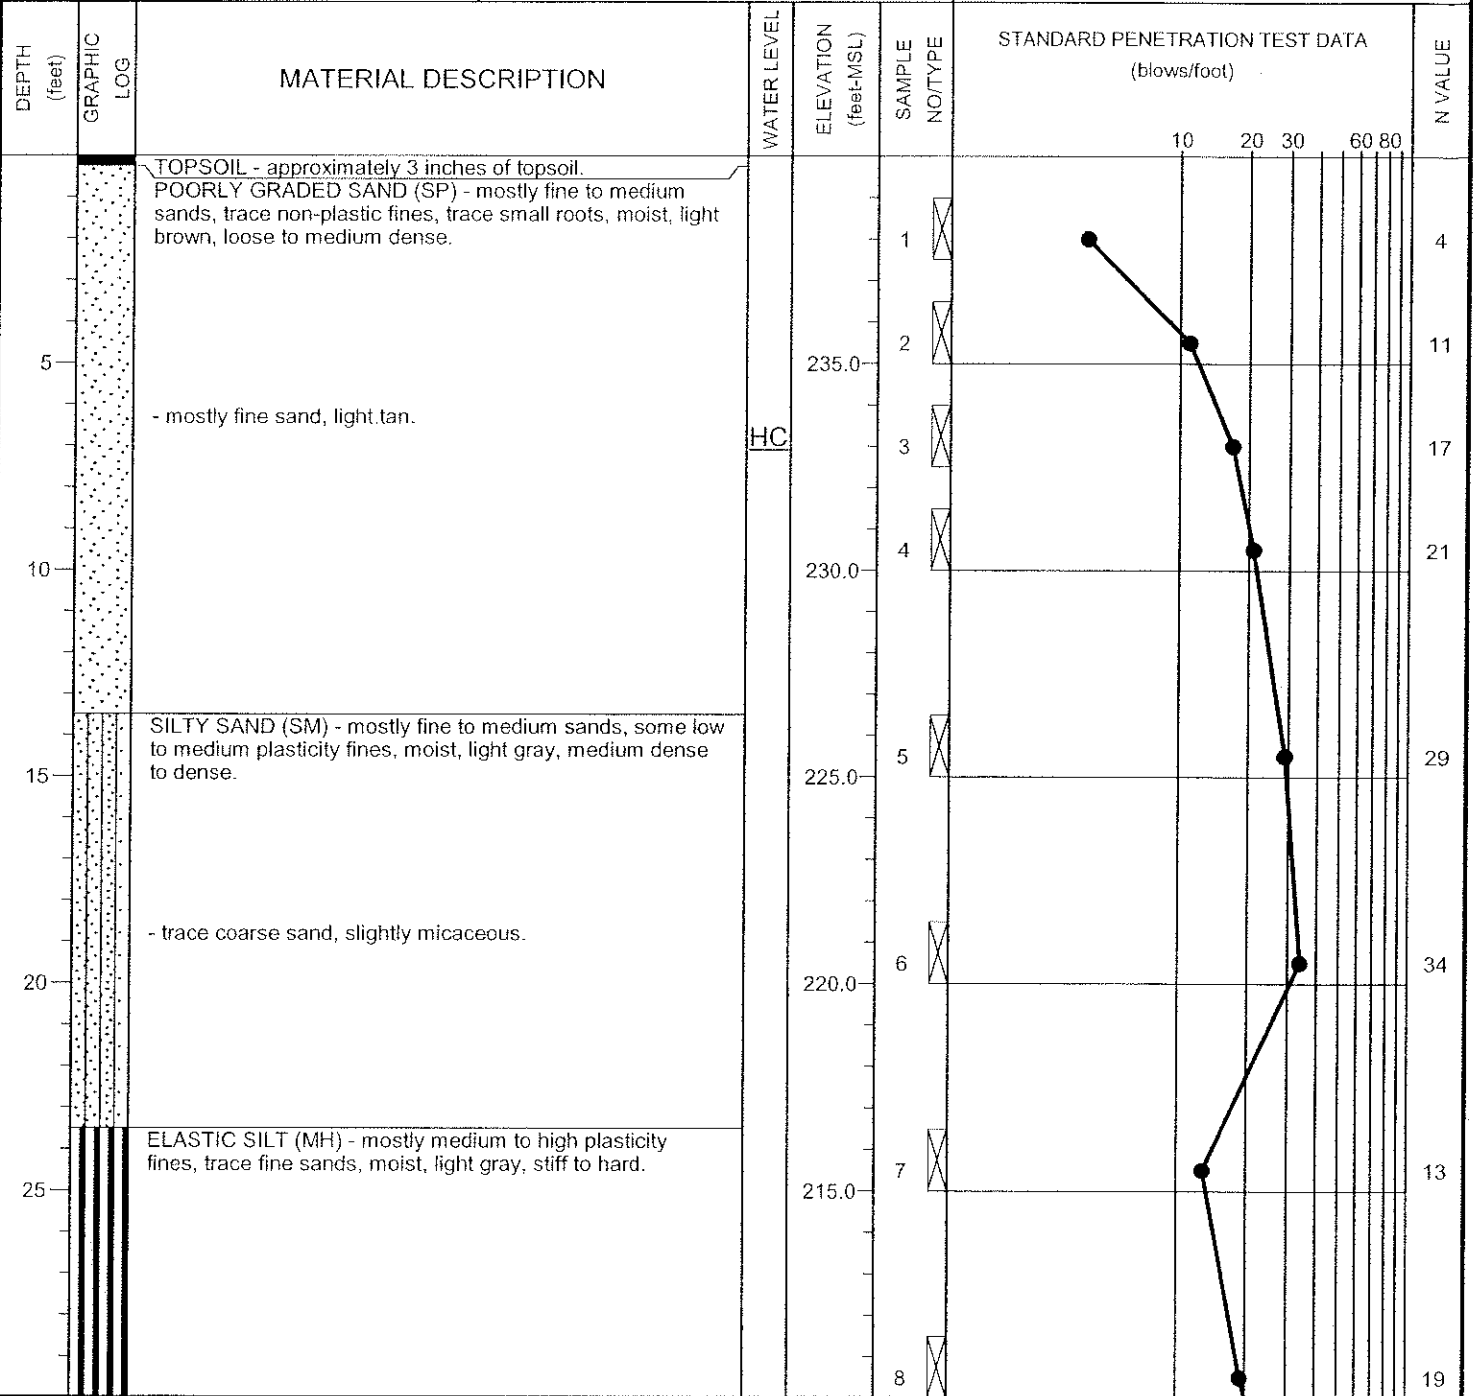 DEPTH
(feet)
GRAPHIC
LOG
MATERIAL DESCRIPTION
WATER LEVEL
ELEVATION
(feet-MSL)
SAMPLE
NO/TYPE
STANDARD PENETRATION TEST DATA
(blows/foot)
10 20 30 60 80
N VALUE
TOPSOIL - approximately 3 inches of topsoil.
POORLY GRADED SAND (SP) - mostly fine to medium
sands, trace non-plastic fines, trace small roots, moist, light
brown, loose to medium dense.
1 4
2 11
5 235.0
- mostly fine sand, light tan.
HC
3 17
4 21
10 230.0
SILTY SAND (SM) - mostly fine to medium sands, some low
to medium plasticity fines, moist, light gray, medium dense
to dense.
5 29
15 225.0
- trace coarse sand, slightly micaceous.
6 34
20 220.0
ELASTIC SILT (MH) - mostly medium to high plasticity
fines, trace fine sands, moist, light gray, stiff to hard.
7 13
25 215.0
8 19